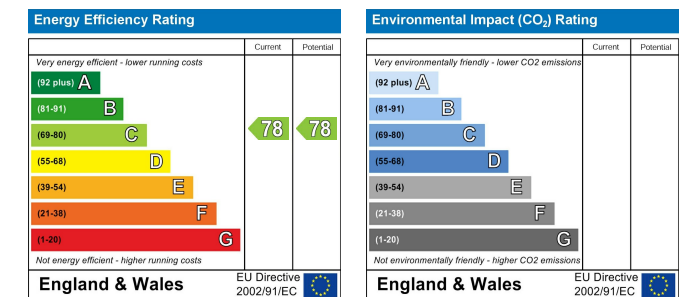 Energy Efficiency Rating
Current Potential
Very energy efficient - lower running costs
(92 plus) A
(81-91) B
(69-80) C 78 78
(55-68) D
(39-54) E
(21-38) F
(1-20) G
Not energy efficient - higher running costs
England & Wales
EU Directive
2002/91/EC
Environmental Impact (CO₂) Rating
Current Potential
Very environmentally friendly - lower CO2 emissions
(92 plus) A
(81-91) B
(69-80) C
(55-68) D
(39-54) E
(21-38) F
(1-20) G
Not environmentally friendly - higher CO2 emissions
England & Wales
EU Directive
2002/91/EC